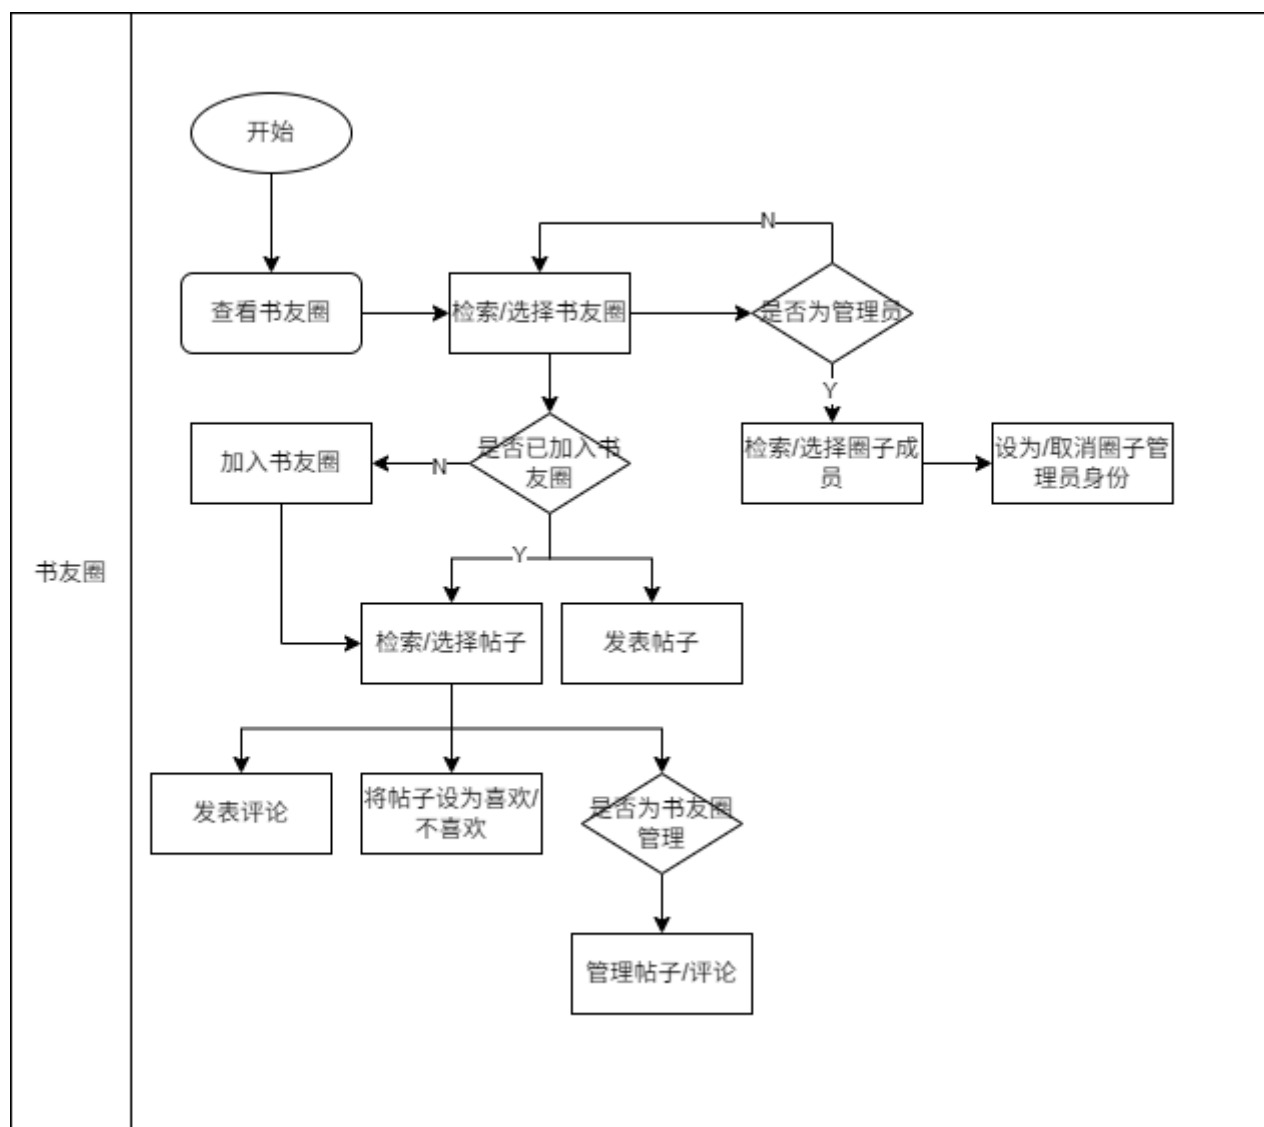 书友圈
开始
N
查看书友圈
检索/选择书友圈
是否为管理员
Y
加入书友圈
N
是否已加入书
友圈
检索/选择圈子成
员
设为/取消圈子管
理员身份
Y
检索/选择帖子
发表帖子
发表评论
将帖子设为喜欢/
不喜欢
是否为书友圈
管理
管理帖子/评论